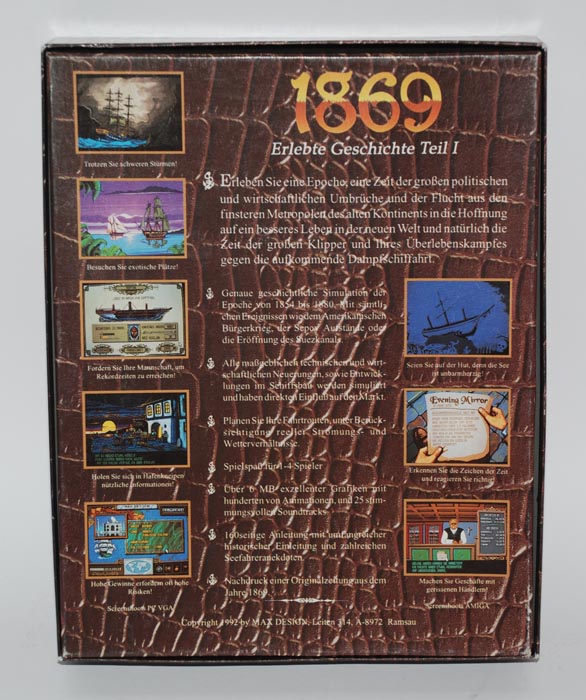 1869
Erlebte Geschichte Teil I
Erleben Sie eine Epoche, eine Zeit der großen politischen
und wirtschaftlichen Umbrüche und der Flucht aus den
finsteren Metropolen des alten Kontinents in die Hoffnung
auf ein besseres Leben in der neuen Welt und natürlich die
Zeit der großen Klipper und ihres Überlebenskampfes
gegen die aufkommende Dampfschiffahrt.
Trotzen Sie schweren Stürmen!
Besuchen Sie exotische Plätze!
Fordern Sie Ihre Mannschaft, um
Rekordzeiten zu erreichen!
Holen Sie sich in Hafenkneipen
nützliche Informationen!
Hohe Gewinne erfordern oft hohe
Risiken!
Screenshots PC VGA
Genaue geschichtliche Simulation der
Epoche von 1854 bis 1880. Mit sämtli-
chen Ereignissen wie dem Amerikanischen
Bürgerkrieg, der Sepoy Aufstände oder
die Eröffnung des Suezkanals.
Alle maßgeblichen technischen und wirt-
schaftlichen Neuerungen, sowie Entwick-
lungen im Schiffsbau werden simuliert
und haben direkten Einfluß auf den Markt.
Planen Sie Ihre Fahrtrouten, unter Berück-
sichtigung reeller Strömungs- und
Wetterverhältnisse.
Spielspaß für 1-4 Spieler
Über 6 MB exzellenter Grafiken mit
hunderten von Animationen, und 25 stim-
mungsvollen Soundtracks.
160seitige Anleitung mit umfangreicher
historischer Einleitung und zahlreichen
Seefahreranekdoten.
Nachdruck einer Originalzeitung aus dem
Jahre 1869.
Seien Sie auf der Hut, denn die See
ist unbarmherzig!
Evening Mirror
Erkennen Sie die Zeichen der Zeit
und reagieren Sie richtig!
Machen Sie Geschäfte mit
gerissenen Händlern!
Screenshots AMIGA
Copyright 1992 by MAX DESIGN, Leiten 314, A-8972 Ramsau